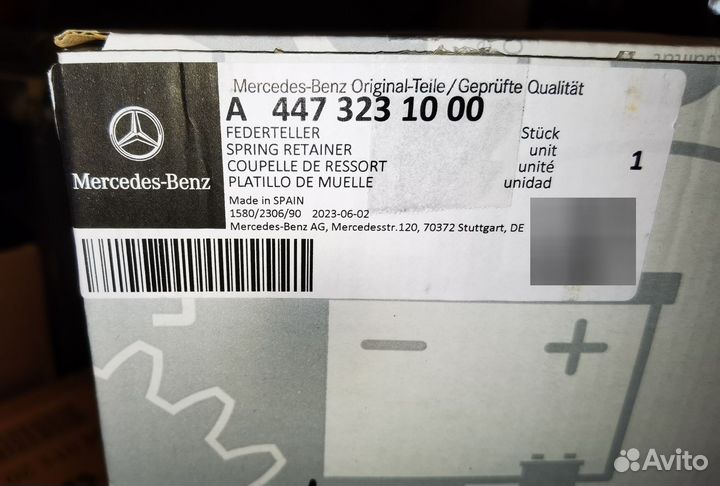 Mercedes-Benz Original-Teile/Geprüfte Qualität
A 447 323 10 00
FEDERTELLER Stück
SPRING RETAINER unit
COUPELLE DE RESSORT unité 1
PLATILLO DE MUELLE unidad
Mercedes-Benz
Made in SPAIN
1580/2306/90 2023-06-02
Mercedes-Benz AG, Mercedesstr.120, 70372 Stuttgart, DE
Avito